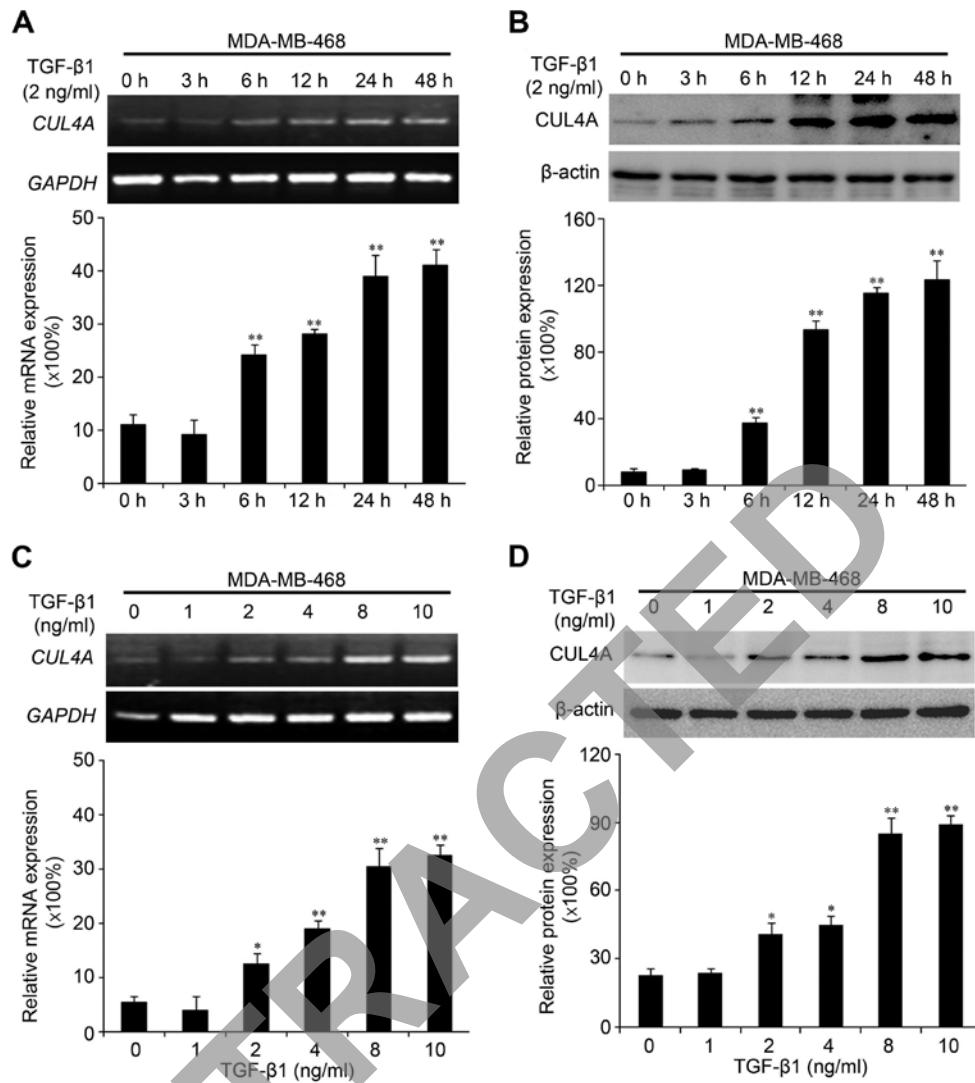 A
MDA-MB-468
TGF-β1
(2 ng/ml)
0 h 3 h 6 h 12 h 24 h 48 h
CUL4A
GAPDH
Relative mRNA expression
(x100%)
50
40
30
20
10
0
** ** ** **
0 h 3 h 6 h 12 h 24 h 48 h
B
MDA-MB-468
TGF-β1
(2 ng/ml)
0 h 3 h 6 h 12 h 24 h 48 h
CUL4A
β-actin
Relative protein expression
(x100%)
160
120
80
40
0
** ** ** **
0 h 3 h 6 h 12 h 24 h 48 h
C
MDA-MB-468
TGF-β1
(ng/ml)
0 1 2 4 8 10
CUL4A
GAPDH
Relative mRNA expression
(x100%)
50
40
30
20
10
0
* ** ** **
0 1 2 4 8 10
TGF-β1 (ng/ml)
D
MDA-MB-468
TGF-β1
(ng/ml)
0 1 2 4 8 10
CUL4A
β-actin
Relative protein expression
(x100%)
120
90
60
30
0
* * ** **
0 1 2 4 8 10
TGF-β1 (ng/ml)
TRACTED